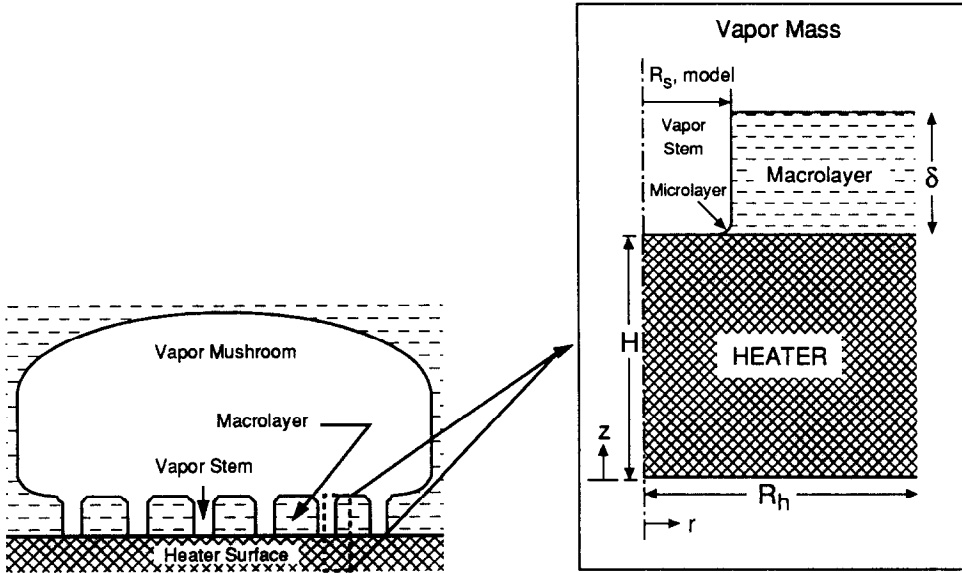 Vapor Mass
R_s, model
Vapor
Stem
Microlayer
Macrolayer
δ
H
HEATER
z
R_h
r
Vapor Mushroom
Macrolayer
Vapor Stem
Heater Surface